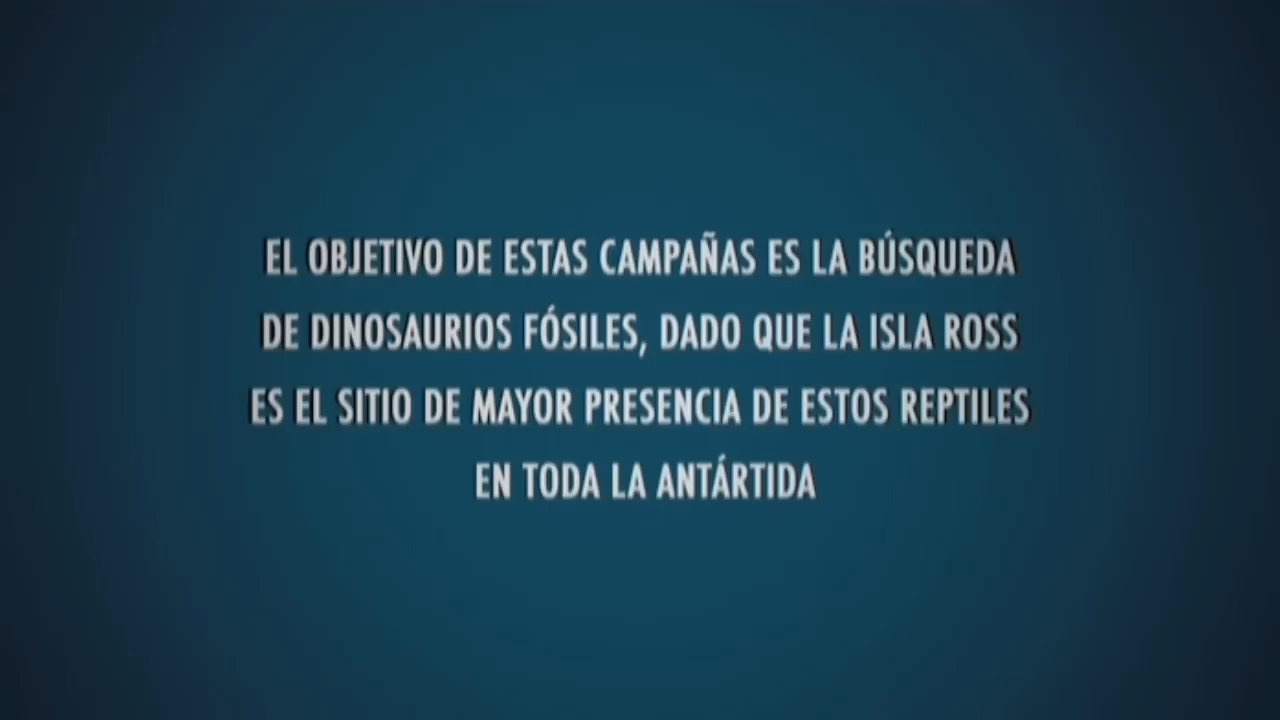 EL OBJETIVO DE ESTAS CAMPAÑAS ES LA BÚSQUEDA
DE DINOSAURIOS FÓSILES, DADO QUE LA ISLA ROSS
ES EL SITIO DE MAYOR PRESENCIA DE ESTOS REPTILES
EN TODA LA ANTÁRTIDA